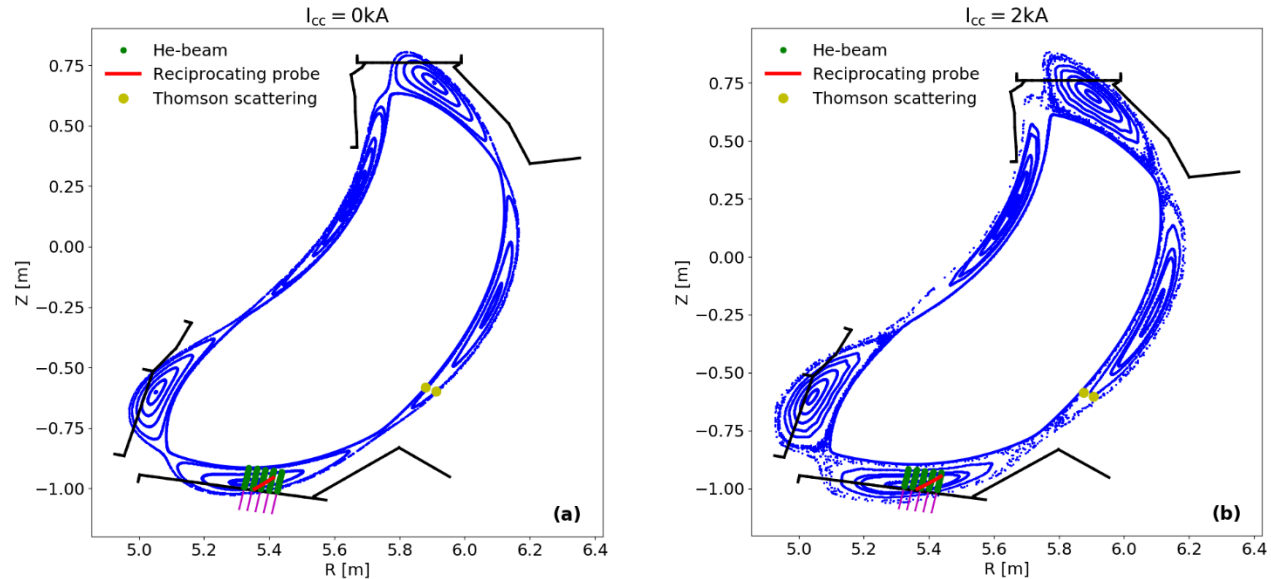 I_cc = 0kA
He-beam
Reciprocating probe
Thomson scattering
0.75
0.50
0.25
0.00
−0.25
−0.50
−0.75
−1.00
Z [m]
(a)
5.0 5.2 5.4 5.6 5.8 6.0 6.2 6.4
R [m]
I_cc = 2kA
He-beam
Reciprocating probe
Thomson scattering
0.75
0.50
0.25
0.00
−0.25
−0.50
−0.75
−1.00
Z [m]
(b)
5.0 5.2 5.4 5.6 5.8 6.0 6.2 6.4
R [m]